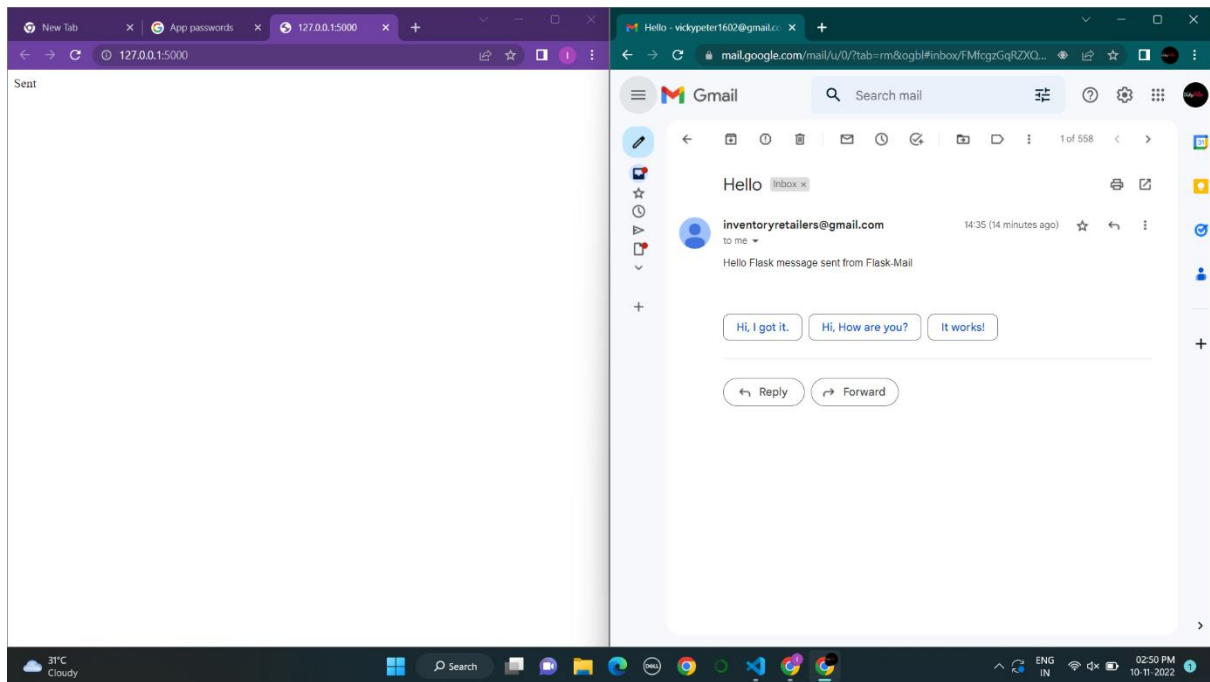 New Tab
App passwords
127.0.0.1:5000
127.0.0.1:5000
Sent
Hello - vickypeter1602@gmail.co
mail.google.com/mail/u/0/?tab=rm&ogbl#inbox/FMfcgzGqRZXQ...
Gmail
Search mail
1 of 558
Hello Inbox ×
inventoryretailers@gmail.com 14:35 (14 minutes ago)
to me
Hello Flask message sent from Flask-Mail
Hi, I got it.
Hi, How are you?
It works!
Reply
Forward
31°C
Cloudy
Search
DELL
ENG
IN
02:50 PM
10-11-2022
1